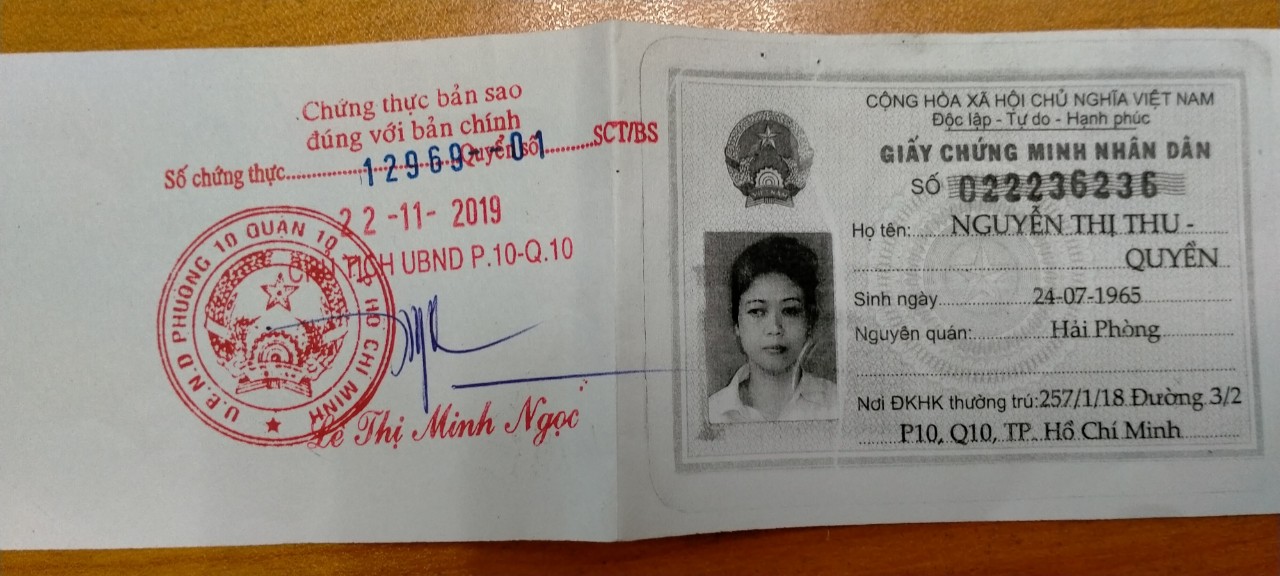 Chứng thực bản sao
đúng với bản chính
Số chứng thực..........12969....Quyển số..-01........SCT/BS
22 -11- 2019
TỊCH UBND P.10-Q.10
U.B.N.D PHƯỜNG 10 QUẬN 10 TP HỒ CHÍ MINH
Lê Thị Minh Ngọc
CỘNG HÒA XÃ HỘI CHỦ NGHĨA VIỆT NAM
Độc lập - Tự do - Hạnh phúc
GIẤY CHỨNG MINH NHÂN DÂN
SỐ 022236236
Họ tên: NGUYỄN THỊ THU -
QUYỀN
Sinh ngày 24-07-1965
Nguyên quán: Hải Phòng
Nơi ĐKHK thường trú: 257/1/18 Đường 3/2
P10, Q10, TP. Hồ Chí Minh